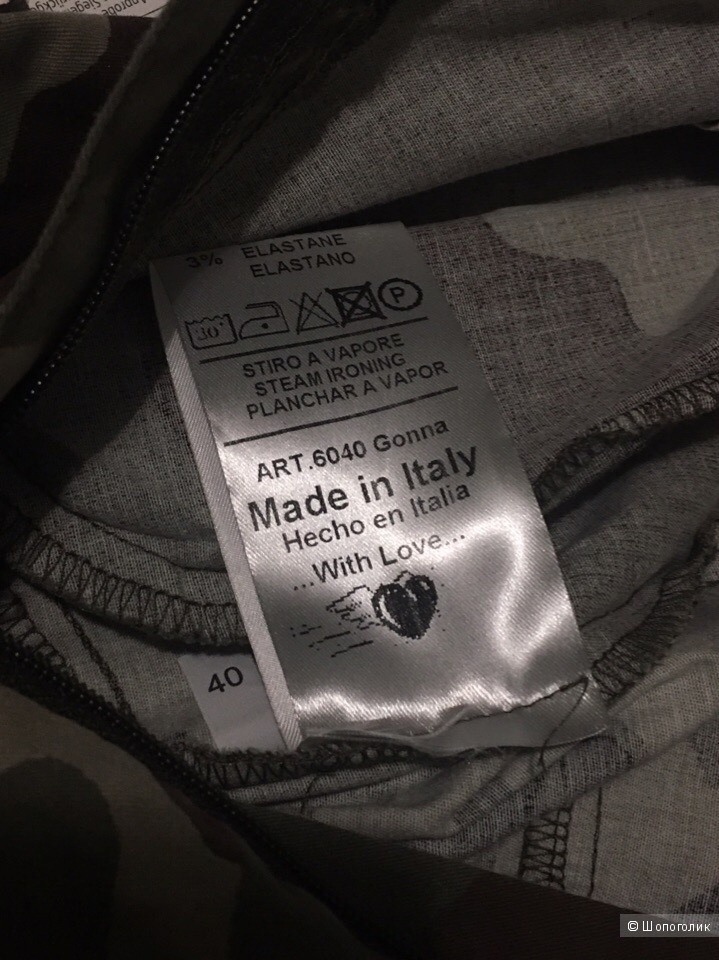 3% ELASTANE
ELASTANO
30°
P
STIRO A VAPORE
STEAM IRONING
PLANCHAR A VAPOR
ART.6040 Gonna
Made in Italy
Hecho en Italia
...With Love...
40
© Шопоголик